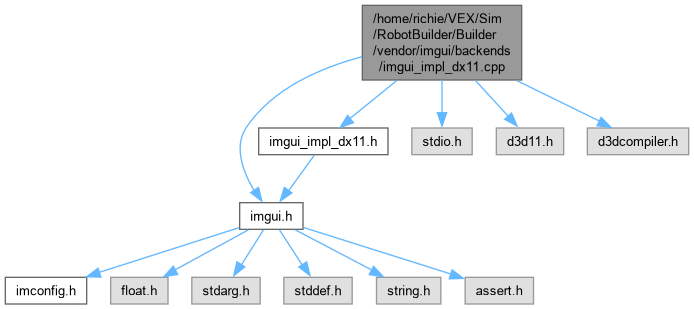 /home/richie/VEX/Sim
/RobotBuilder/Builder
/vendor/imgui/backends
/imgui_impl_dx11.cpp
imgui_impl_dx11.h
stdio.h
d3d11.h
d3dcompiler.h
imgui.h
imconfig.h
float.h
stdarg.h
stddef.h
string.h
assert.h